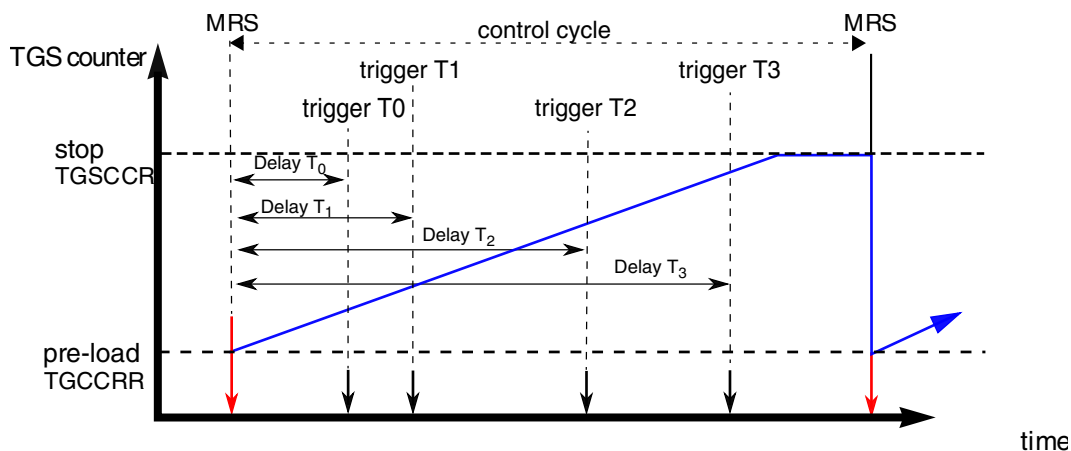 MRS
control cycle
MRS
TGS counter
trigger T1
trigger T3
trigger T0
trigger T2
stop
TGSCCR
Delay T0
Delay T1
Delay T2
Delay T3
pre-load
TGCCRR
time